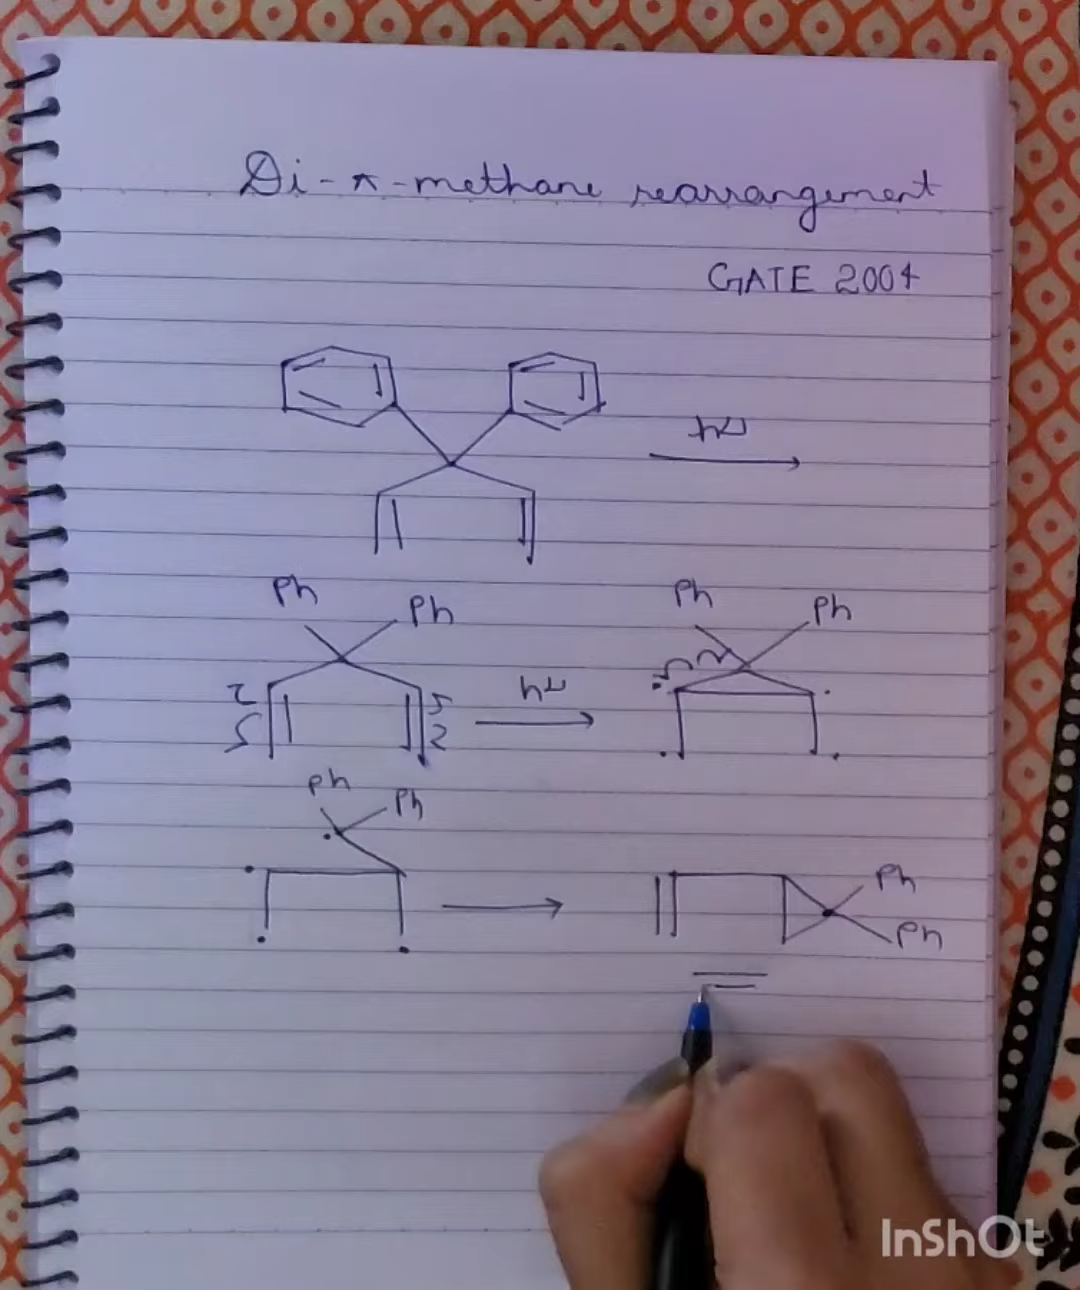 Di-π-methane rearrangement
GATE 2004
hν
Ph Ph
Ph Ph
hν
Ph Ph
Ph
Ph
InShOt